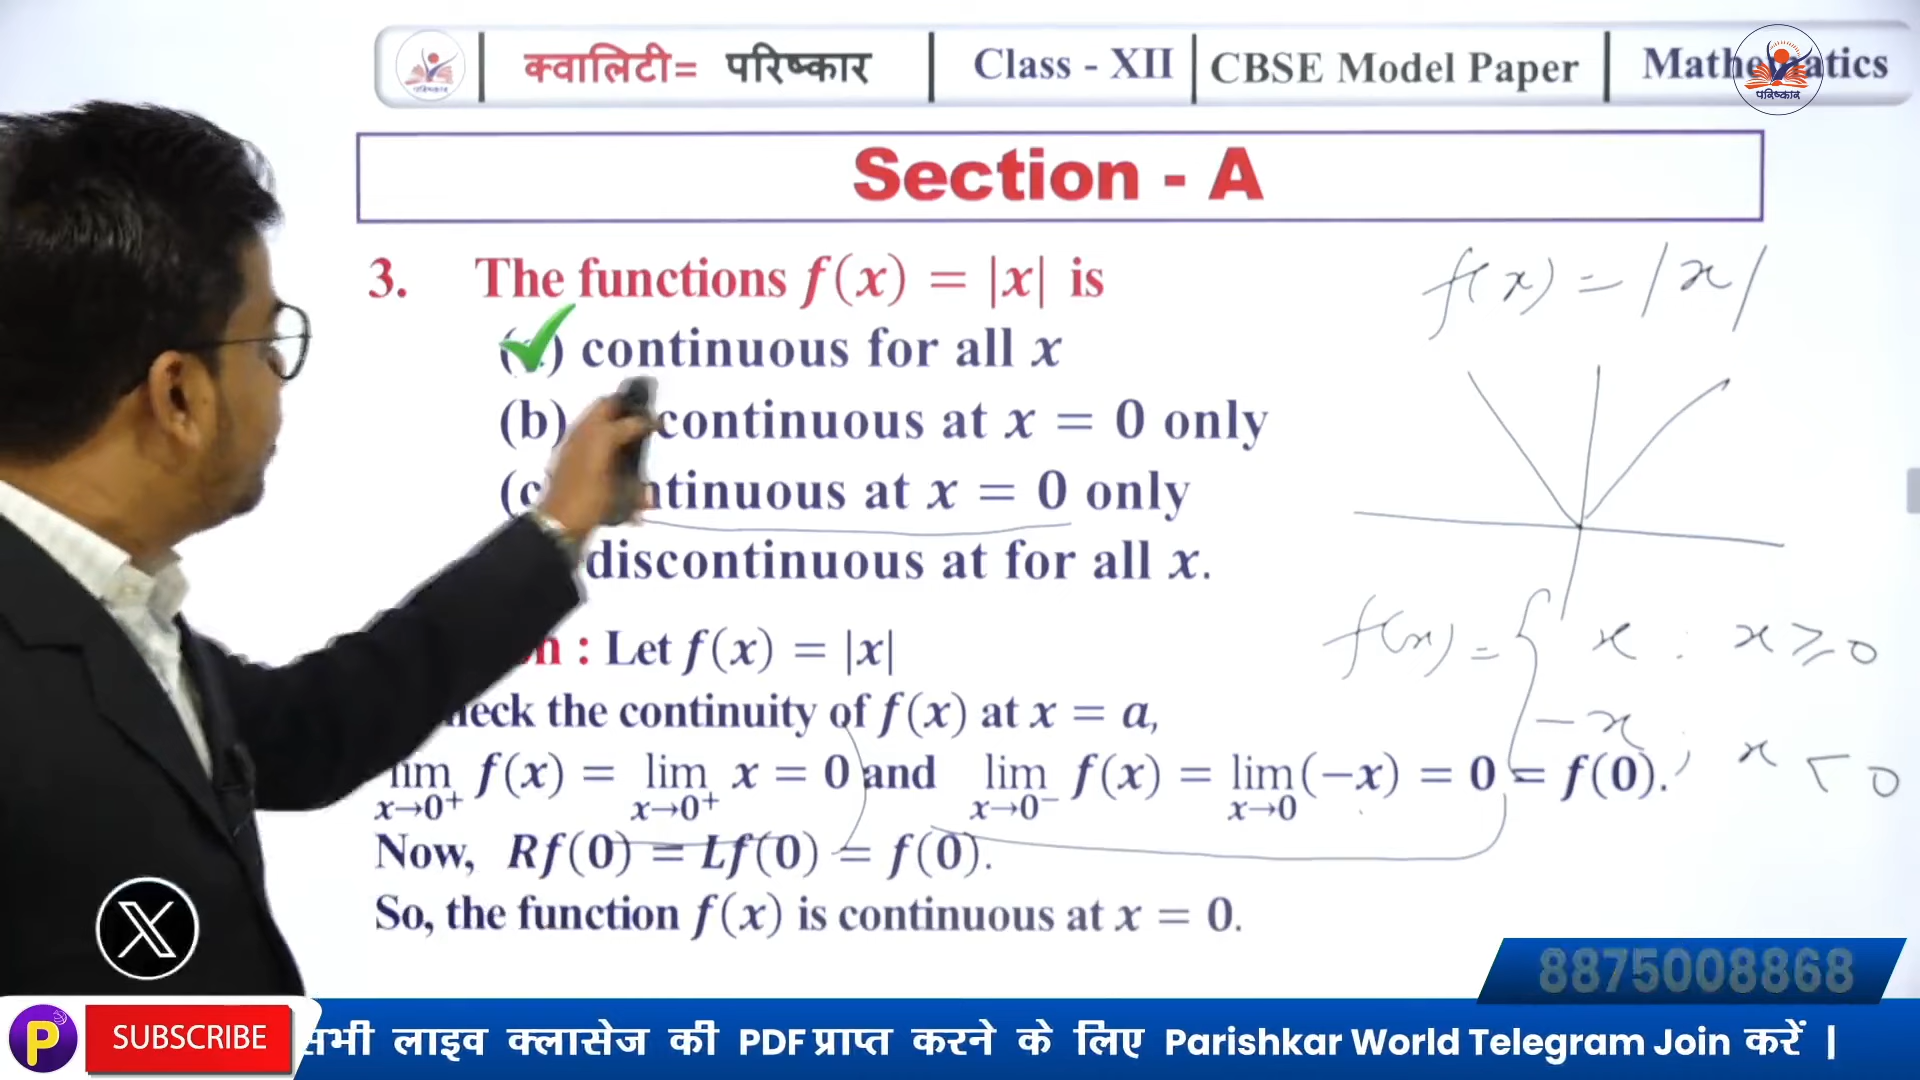 क्वालिटी= परिष्कार | Class - XII | CBSE Model Paper | Mathematics
परिष्कार
Section - A
3. The functions f(x) = |x| is
continuous for all x
(b) continuous at x = 0 only
(c tinuous at x = 0 only
discontinuous at for all x.
n : Let f(x) = |x|
eck the continuity of f(x) at x = a,
lim x→0⁺ f(x) = lim x→0⁺ x = 0 and lim x→0⁻ f(x) = lim x→0 (−x) = 0 = f(0).
Now, Rf(0) = Lf(0) = f(0).
So, the function f(x) is continuous at x = 0.
f(x) = |x|
f(x) = { x : x ≥ 0
−x ; x < 0
8875008868
SUBSCRIBE
सभी लाइव क्लासेज की PDF प्राप्त करने के लिए Parishkar World Telegram Join करें |